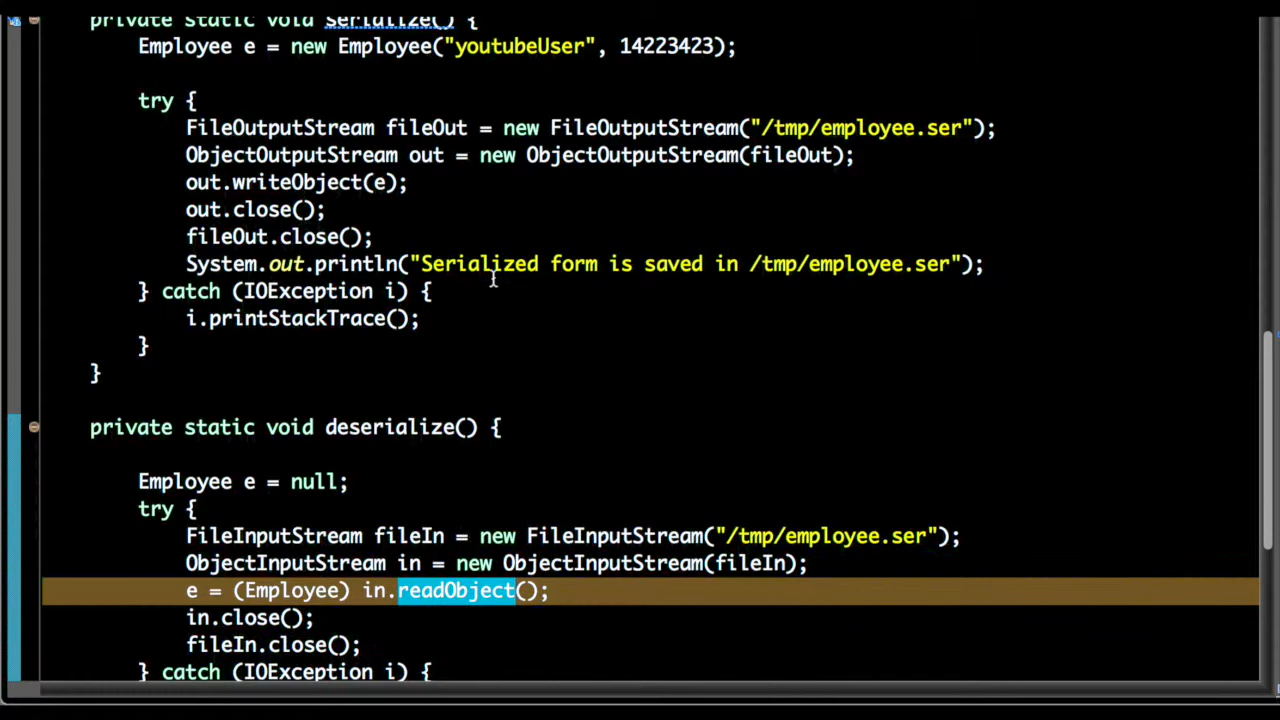 private static void serialize() {
Employee e = new Employee("youtubeUser", 14223423);
try {
FileOutputStream fileOut = new FileOutputStream("/tmp/employee.ser");
ObjectOutputStream out = new ObjectOutputStream(fileOut);
out.writeObject(e);
out.close();
fileOut.close();
System.out.println("Serialized form is saved in /tmp/employee.ser");
} catch (IOException i) {
i.printStackTrace();
}
}
private static void deserialize() {
Employee e = null;
try {
FileInputStream fileIn = new FileInputStream("/tmp/employee.ser");
ObjectInputStream in = new ObjectInputStream(fileIn);
e = (Employee) in.readObject();
in.close();
fileIn.close();
} catch (IOException i) {